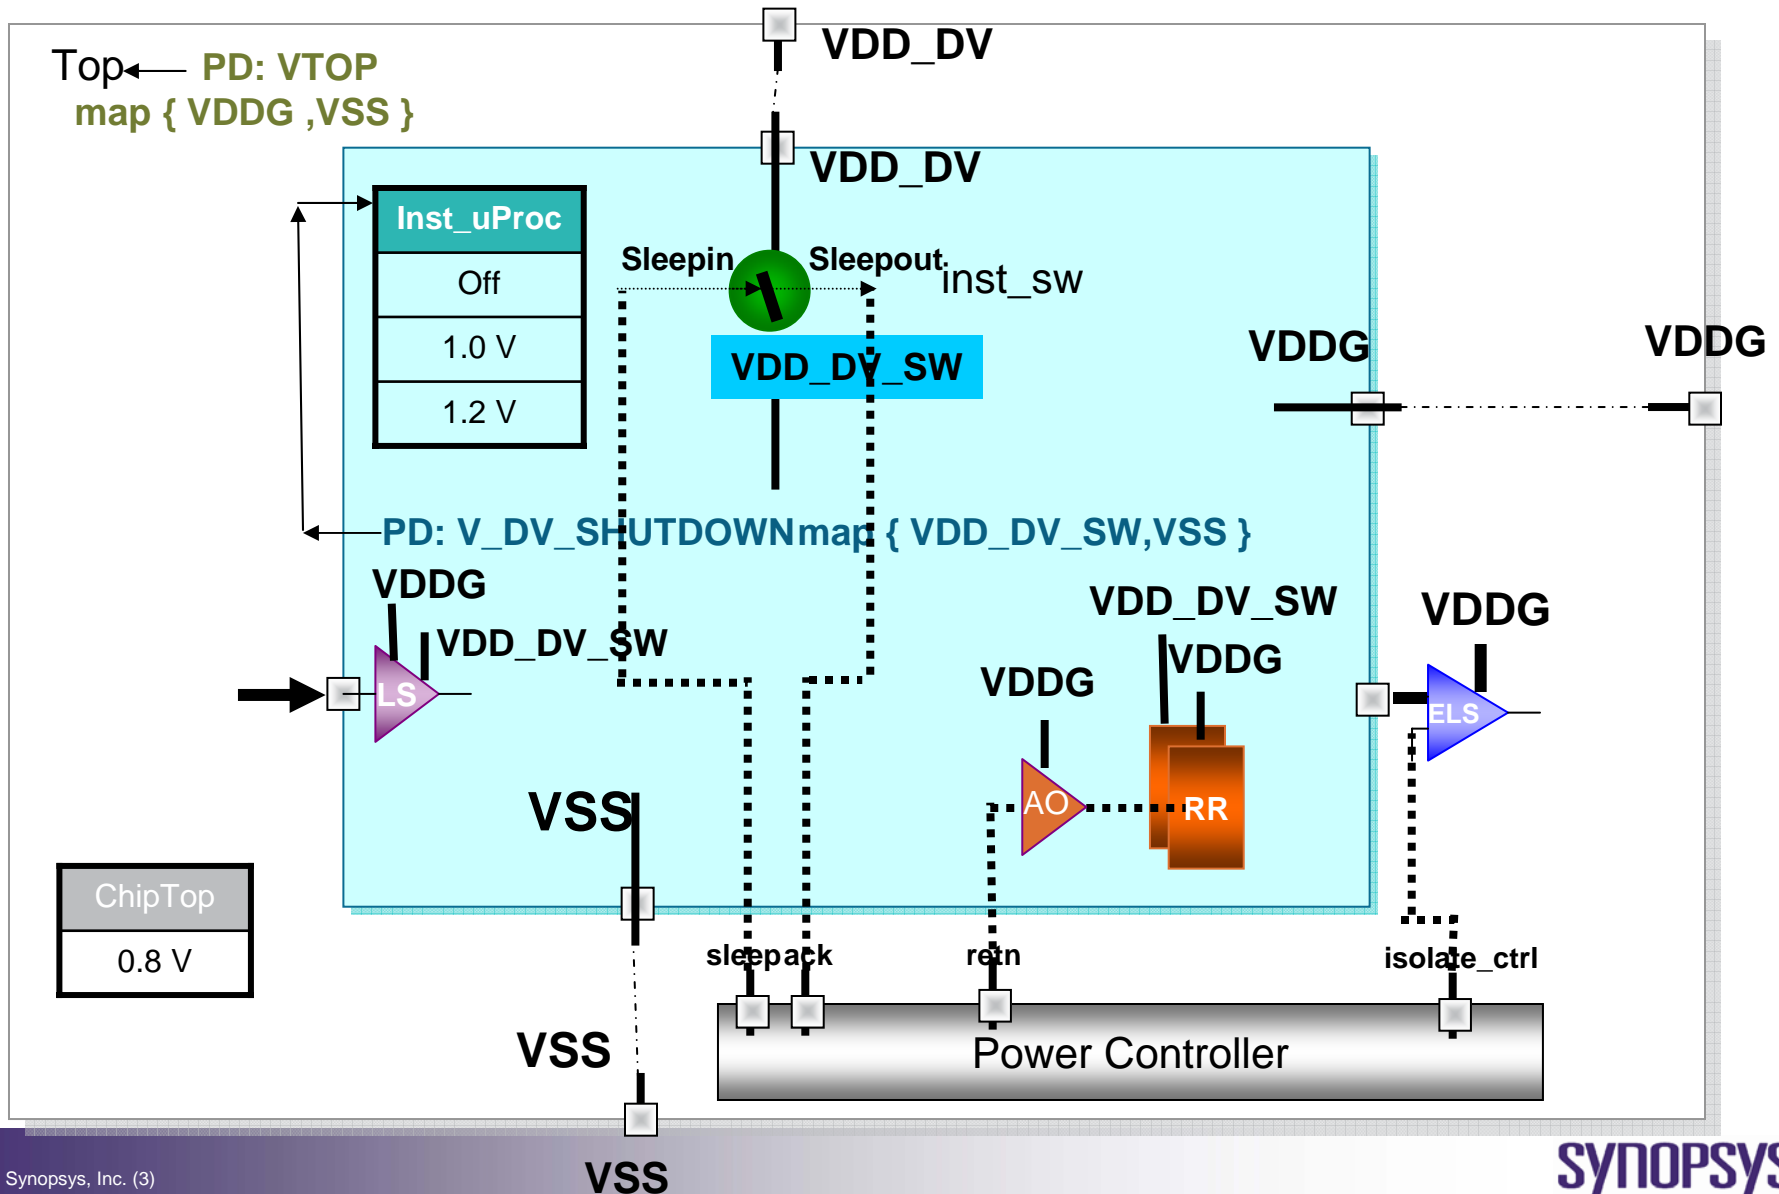 VDD_DV
Top
PD: VTOP
map { VDDG ,VSS }
VDD_DV
Inst_uProc
Off
1.0 V
1.2 V
Sleepin
Sleepout
inst_sw
VDD_DV_SW
VDDG
VDDG
PD: V_DV_SHUTDOWN map { VDD_DV_SW,VSS }
VDDG
VDD_DV_SW
LS
VDD_DV_SW
VDDG
VDDG
VDDG
ELS
AO
RR
VSS
ChipTop
0.8 V
sleep
ack
retn
isolate_ctrl
VSS
Power Controller
Synopsys, Inc. (3)
VSS
SYNOPSYS